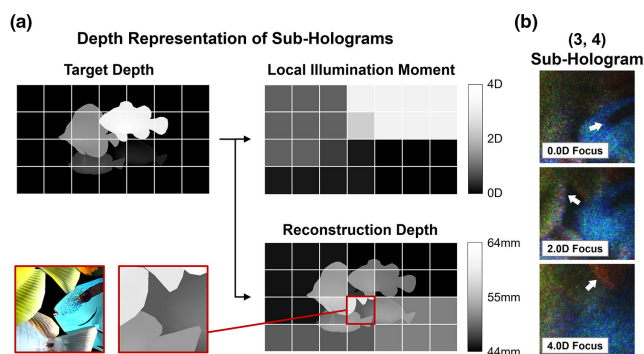 (a)
Depth Representation of Sub-Holograms
Target Depth
Local Illumination Moment
4D
2D
0D
Reconstruction Depth
64mm
55mm
44mm
(b)
(3, 4)
Sub-Hologram
0.0D Focus
2.0D Focus
4.0D Focus